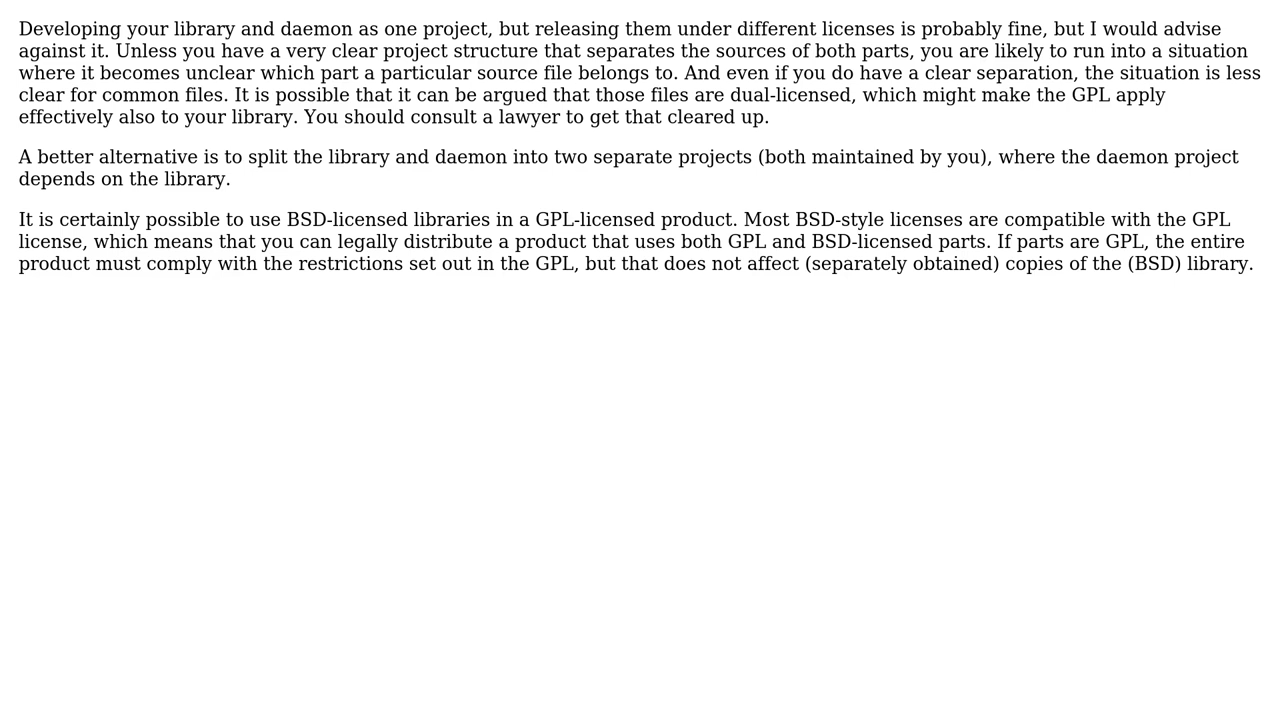 Developing your library and daemon as one project, but releasing them under different licenses is probably fine, but I would advise
against it. Unless you have a very clear project structure that separates the sources of both parts, you are likely to run into a situation
where it becomes unclear which part a particular source file belongs to. And even if you do have a clear separation, the situation is less
clear for common files. It is possible that it can be argued that those files are dual-licensed, which might make the GPL apply
effectively also to your library. You should consult a lawyer to get that cleared up.
A better alternative is to split the library and daemon into two separate projects (both maintained by you), where the daemon project
depends on the library.
It is certainly possible to use BSD-licensed libraries in a GPL-licensed product. Most BSD-style licenses are compatible with the GPL
license, which means that you can legally distribute a product that uses both GPL and BSD-licensed parts. If parts are GPL, the entire
product must comply with the restrictions set out in the GPL, but that does not affect (separately obtained) copies of the (BSD) library.